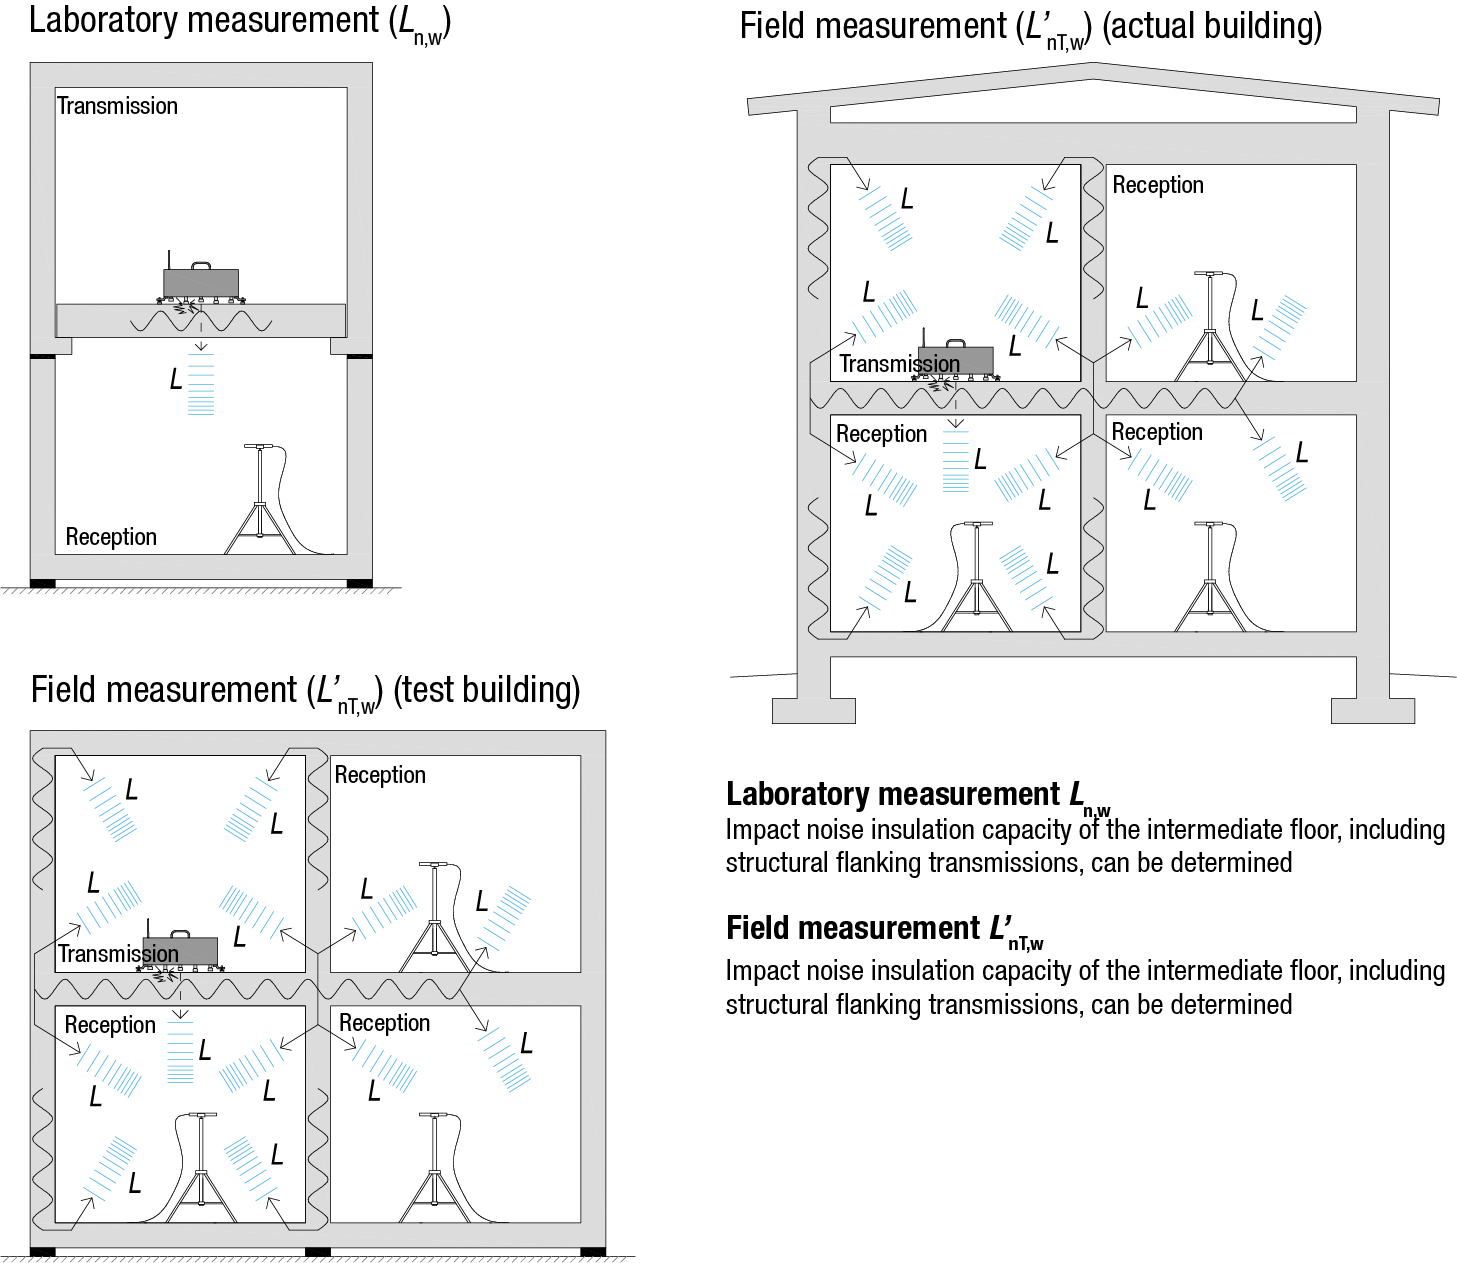 Laboratory measurement (Ln,w)
Transmission
L
Reception
Field measurement (L’nT,w) (actual building)
L
L
Reception
L
L
L
L
Transmission
Reception
Reception
L
L
L
L
L
L
L
Field measurement (L’nT,w) (test building)
L
L
Reception
L
L
L
L
Transmission
Reception
Reception
L
L
L
L
L
L
L
Laboratory measurement Ln,w
Impact noise insulation capacity of the intermediate floor, including
structural flanking transmissions, can be determined
Field measurement L’nT,w
Impact noise insulation capacity of the intermediate floor, including
structural flanking transmissions, can be determined